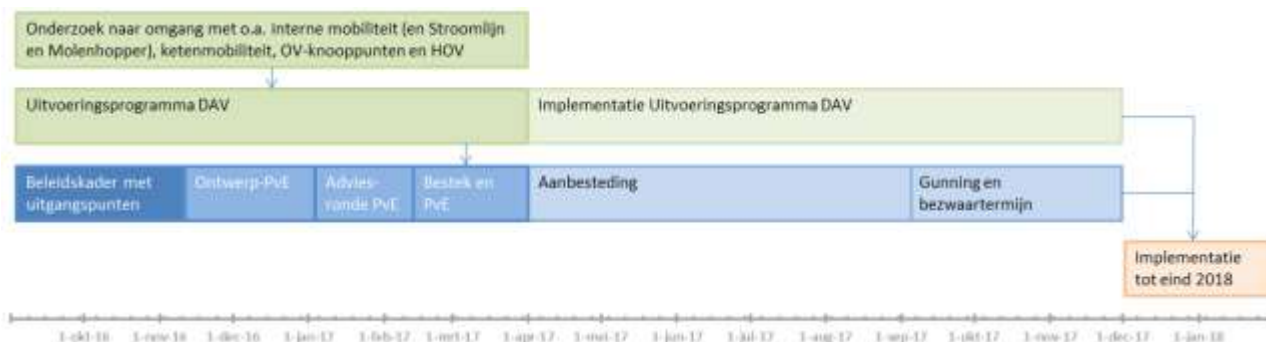 Onderzoek naar omgang met o.a. interne mobiliteit (en Stroomlijn
en Molenhopper), ketenmobiliteit, OV-knooppunten en HOV
Uitvoeringsprogramma DAV
Implementatie Uitvoeringsprogramma DAV
Beleidskader met
uitgangspunten
Ontwerp-PvE
Advies-
ronde PvE
Bestek en
PvE
Aanbesteding
Gunning en
bezwaartermijn
Implementatie
tot eind 2018
1-okt-16 1-nov-16 1-dec-16 1-jan-17 1-feb-17 1-mrt-17 1-apr-17 1-mei-17 1-jun-17 1-jul-17 1-aug-17 1-sep-17 1-okt-17 1-nov-17 1-dec-17 1-jan-18